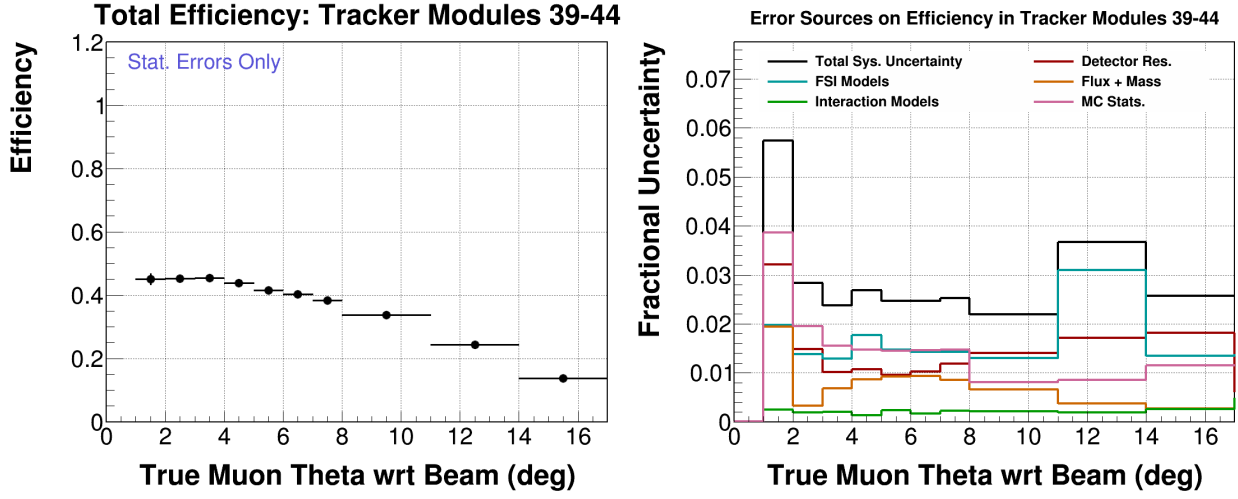 Total Efficiency: Tracker Modules 39-44
Stat. Errors Only
Efficiency
1.2
1
0.8
0.6
0.4
0.2
0
0 2 4 6 8 10 12 14 16
True Muon Theta wrt Beam (deg)
Error Sources on Efficiency in Tracker Modules 39-44
Total Sys. Uncertainty
FSI Models
Interaction Models
Detector Res.
Flux + Mass
MC Stats.
Fractional Uncertainty
0.07
0.06
0.05
0.04
0.03
0.02
0.01
0
0 2 4 6 8 10 12 14 16
True Muon Theta wrt Beam (deg)